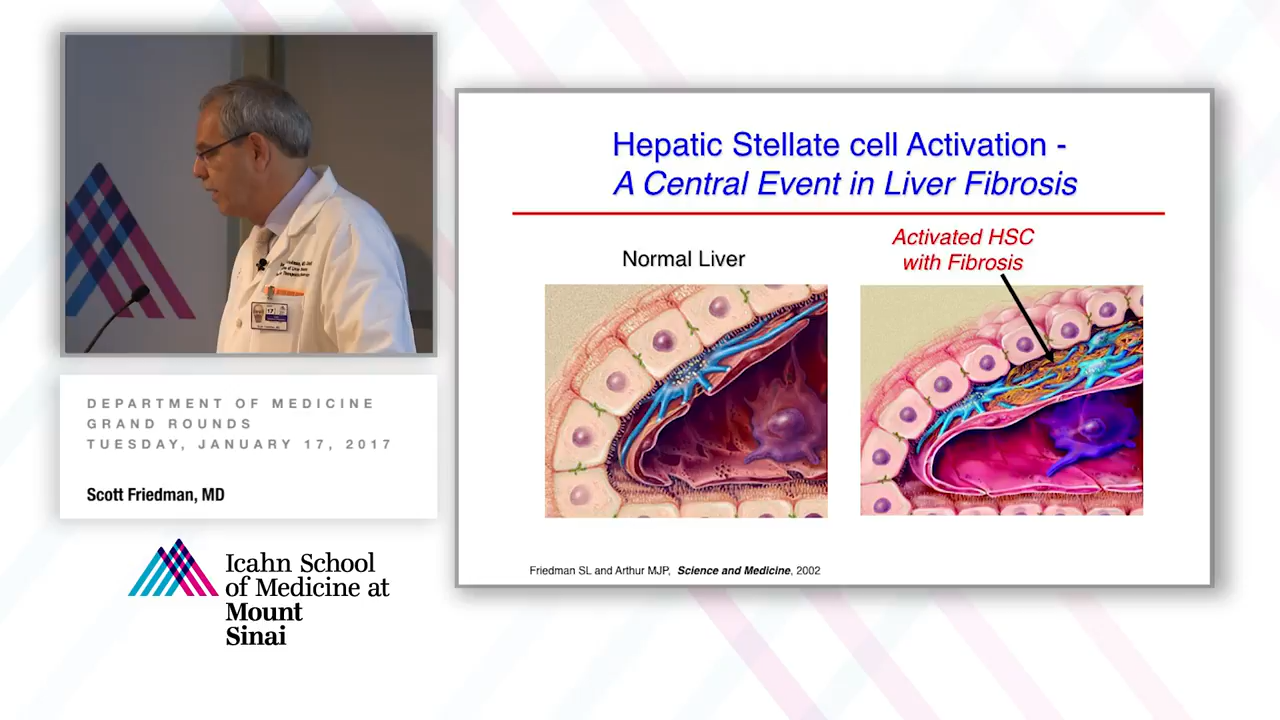 DEPARTMENT OF MEDICINE
GRAND ROUNDS
TUESDAY, JANUARY 17, 2017
Scott Friedman, MD
Icahn School
of Medicine at
Mount
Sinai
Hepatic Stellate cell Activation -
A Central Event in Liver Fibrosis
Normal Liver
Activated HSC
with Fibrosis
Friedman SL and Arthur MJP, Science and Medicine, 2002